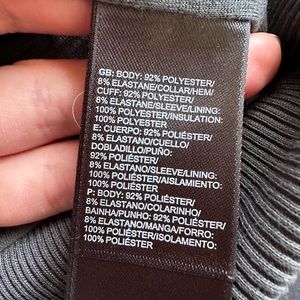 GB: BODY: 92% POLYESTER/
8% ELASTANE/COLLAR/HEM/
CUFF: 92% POLYESTER/
8% ELASTANE/SLEEVE/LINING:
100% POLYESTER/INSULATION:
100% POLYESTER
E: CUERPO: 92% POLIÉSTER/
8% ELASTANO/CUELLO/
DOBLADILLO/PUÑO:
92% POLIÉSTER/
8% ELASTANO/SLEEVE/LINING:
100% POLIÉSTER/AISLAMIENTO:
100% POLIÉSTER
P: BODY: 92% POLIÉSTER/
8% ELASTANO/COLARINHO/
BAINHA/PUNHO: 92% POLIÉSTER/
8% ELASTANO/MANGA/FORRO:
100% POLIÉSTER/ISOLAMENTO:
100% POLIÉSTER